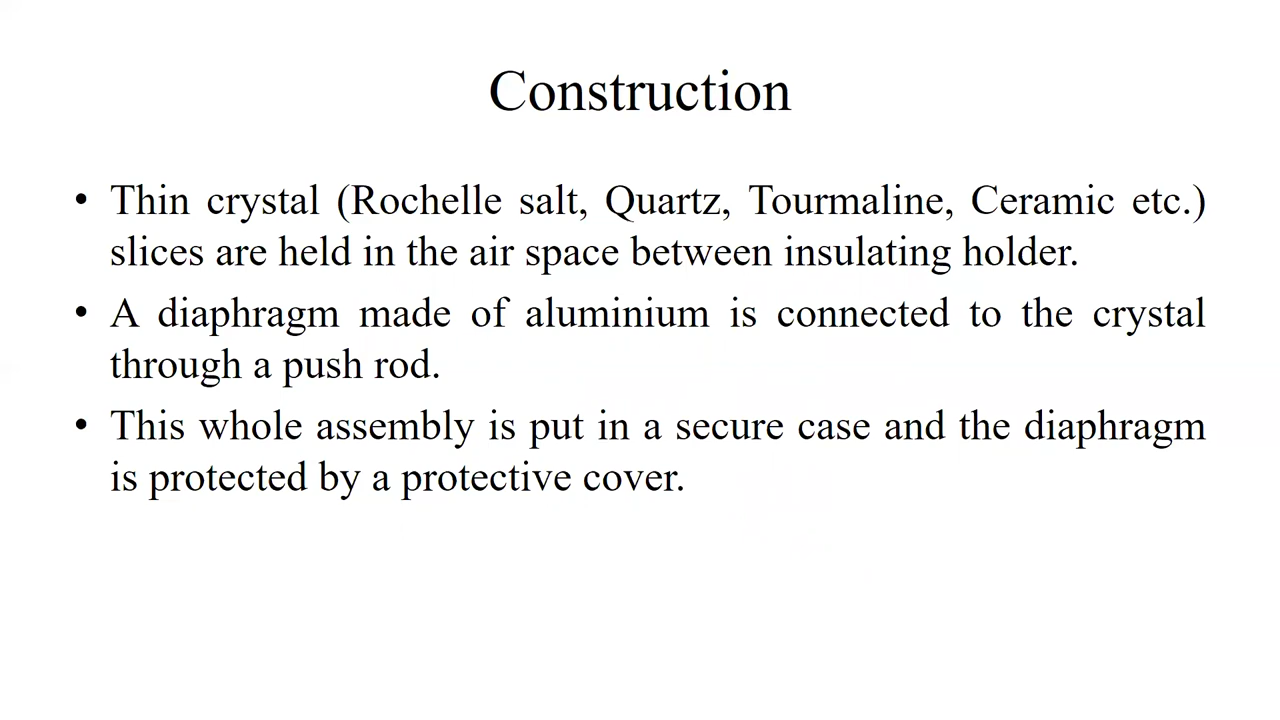 Construction
• Thin crystal (Rochelle salt, Quartz, Tourmaline, Ceramic etc.)
slices are held in the air space between insulating holder.
• A diaphragm made of aluminium is connected to the crystal
through a push rod.
• This whole assembly is put in a secure case and the diaphragm
is protected by a protective cover.